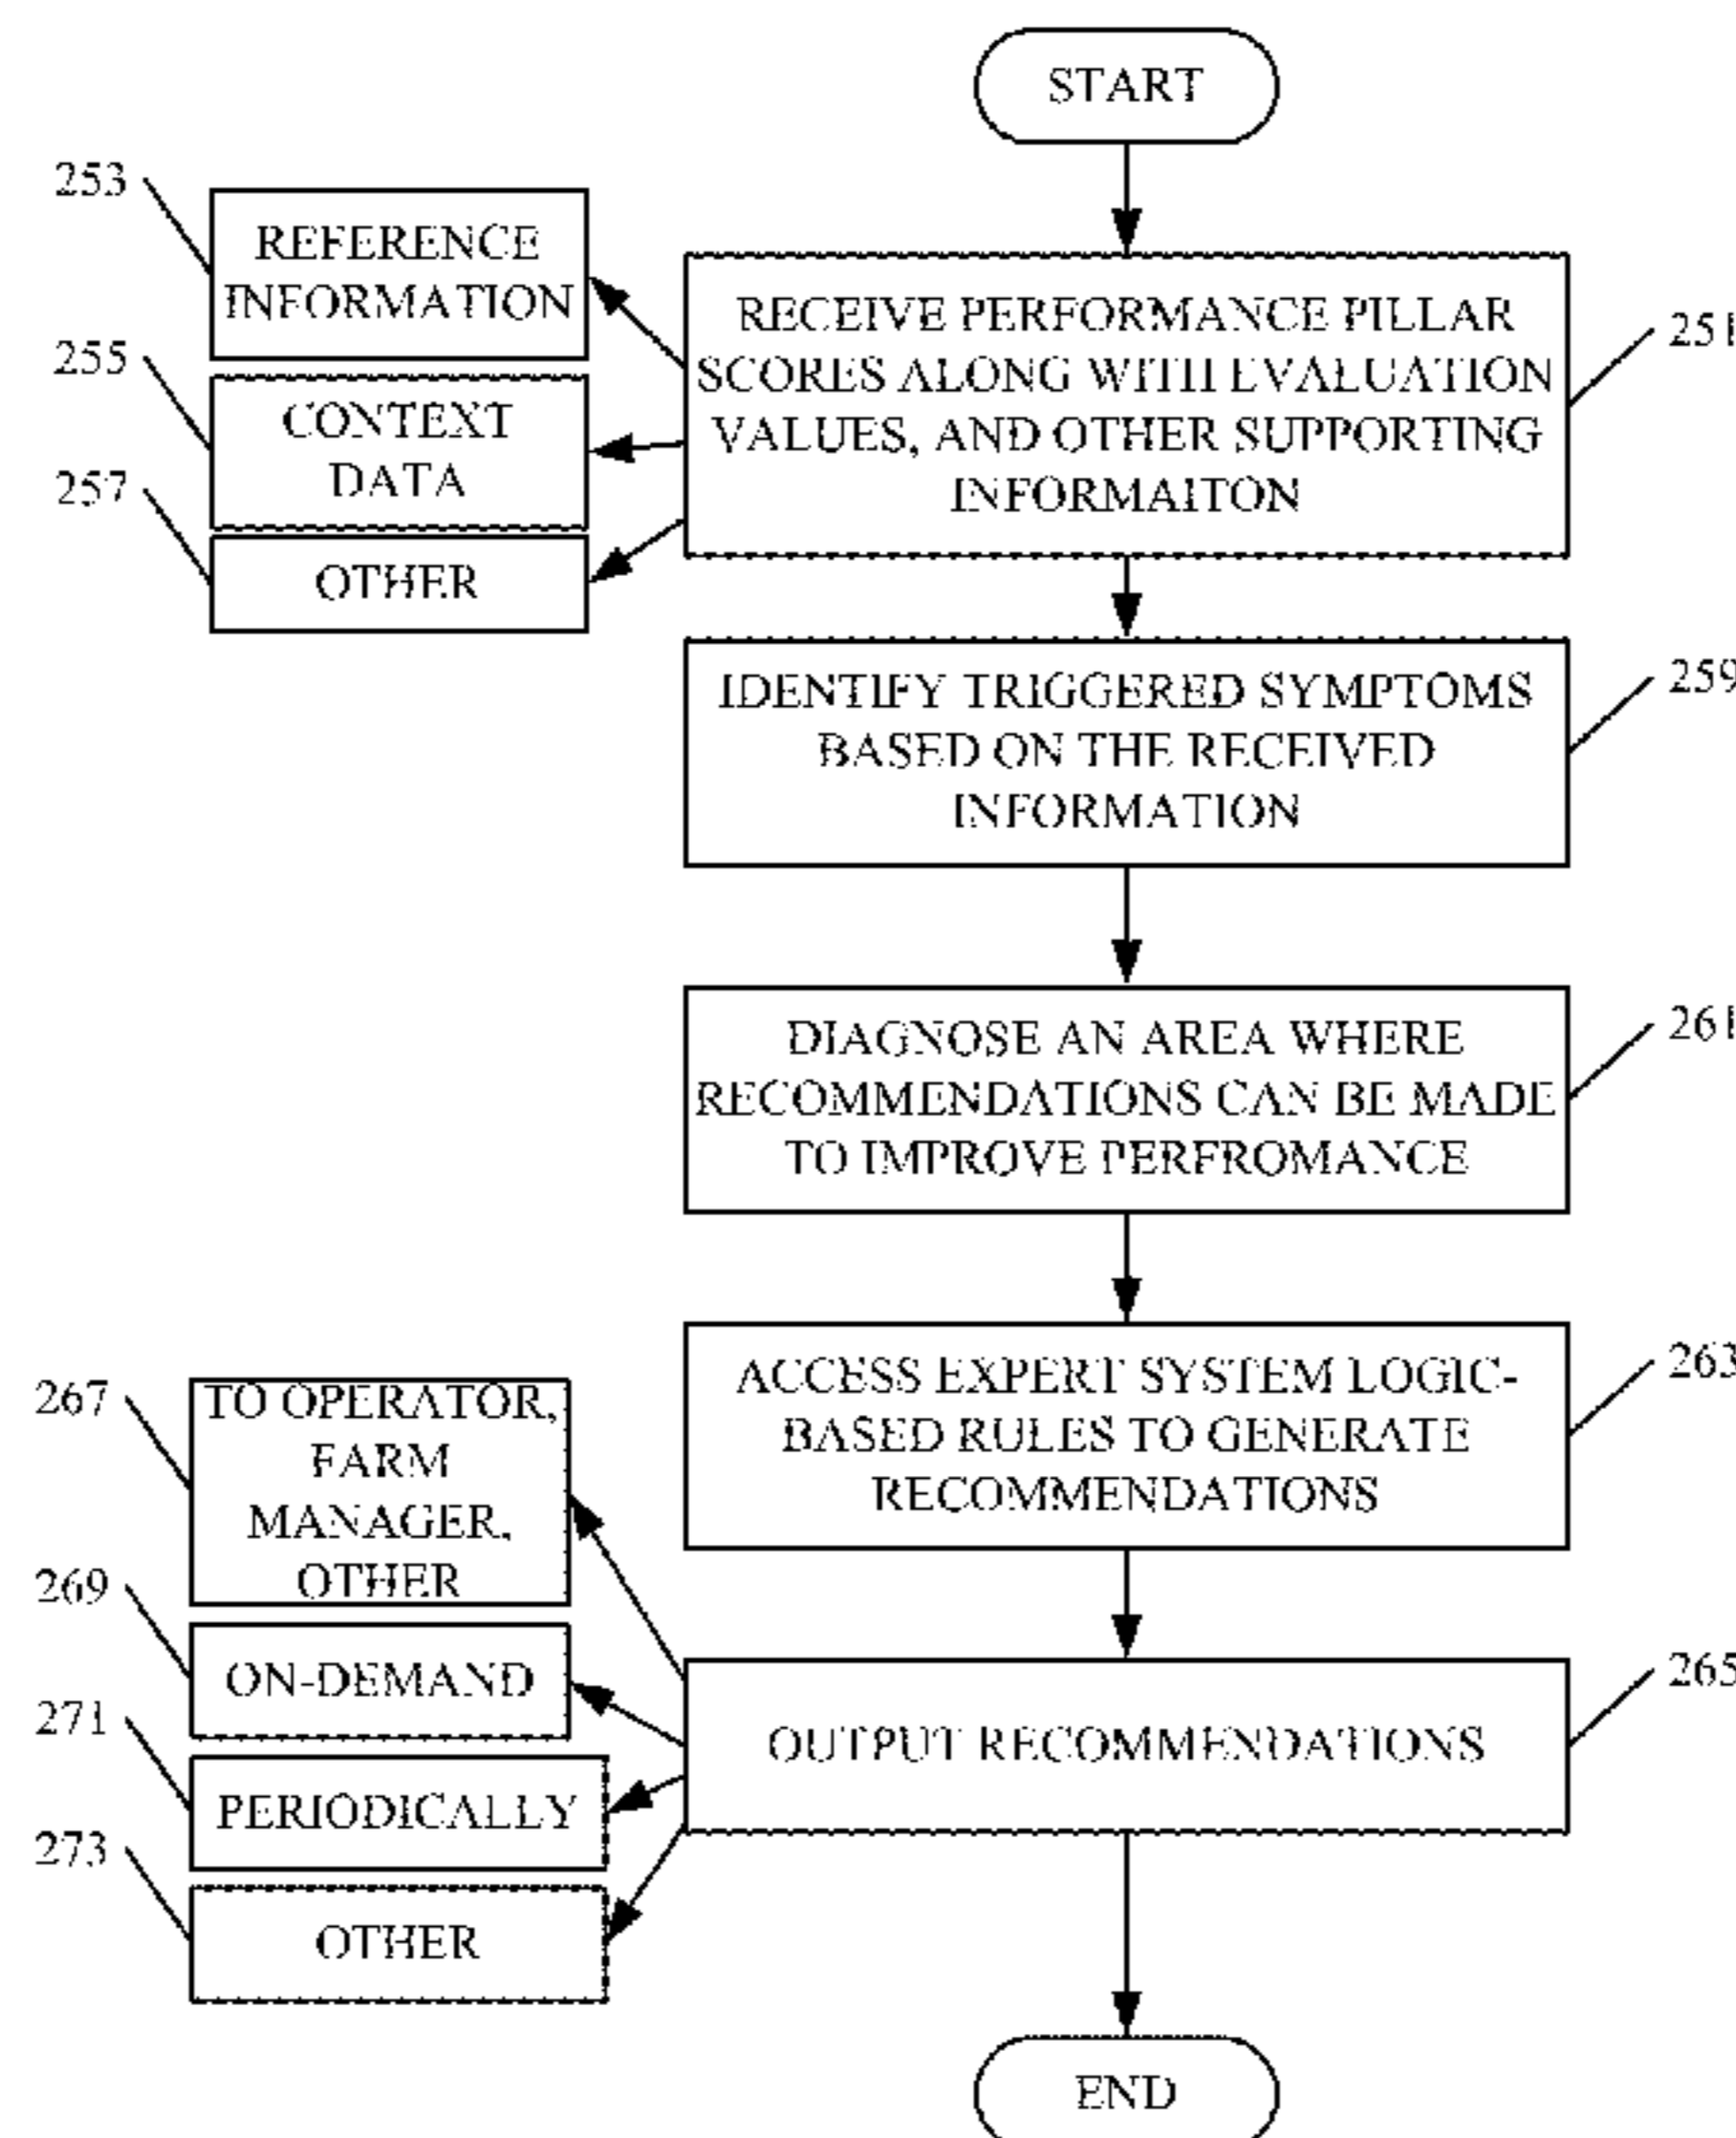 START
253
REFERENCE
INFORMATION
255
CONTEXT
DATA
257
OTHER
RECEIVE PERFORMANCE PILLAR
SCORES ALONG WITH EVALUATION
VALUES, AND OTHER SUPPORTING
INFORMAITON
251
IDENTIFY TRIGGERED SYMPTOMS
BASED ON THE RECEIVED
INFORMATION
259
DIAGNOSE AN AREA WHERE
RECOMMENDATIONS CAN BE MADE
TO IMPROVE PERFROMANCE
261
ACCESS EXPERT SYSTEM LOGIC-
BASED RULES TO GENERATE
RECOMMENDATIONS
263
267
TO OPERATOR,
FARM
MANAGER,
OTHER
269
ON-DEMAND
271
PERIODICALLY
273
OTHER
OUTPUT RECOMMENDATIONS
265
END